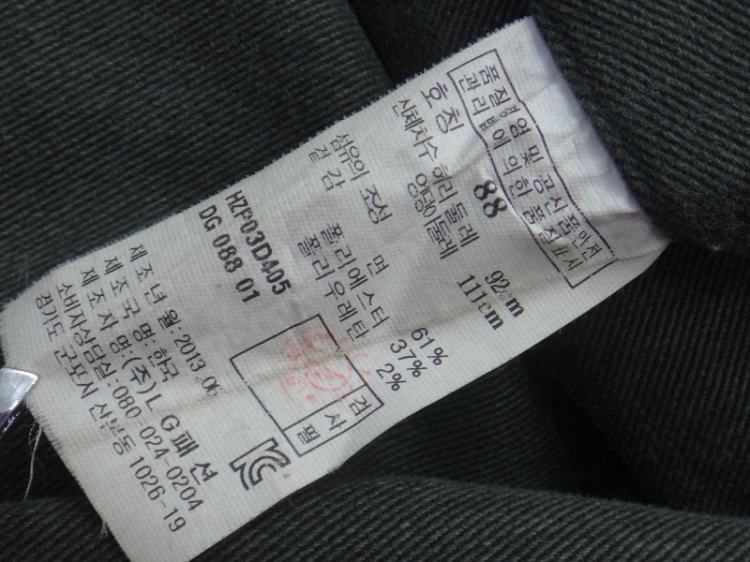 품질경영 및 공산품안전
관리법에 의한 품질표시
호칭 88
신체치수 허리둘레 92cm
엉덩이둘레 111cm
섬유의 조성
겉감 면 61%
폴리에스터 37%
폴리우레탄 2%
HZP03D405
DG 088 01
검사필
제조년월:2013.06
제조국명:한국
제조자명:(주)LG패션
소비자상담실:080-024-0204
경기도 군포시 산본동 1026-19